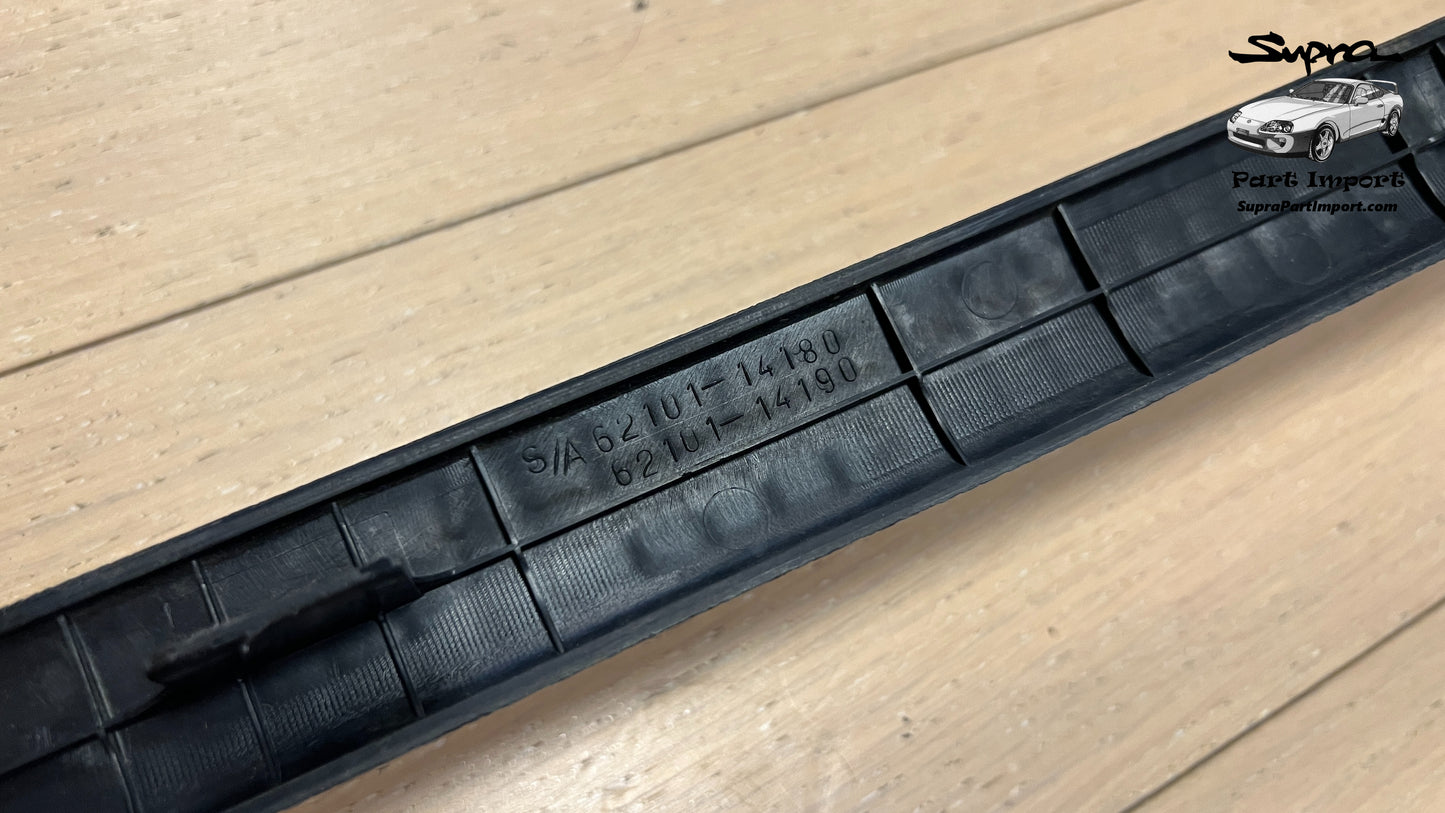 Supra
Part Import
SupraPartImport.com
S//A 62101-14180
62101-14190